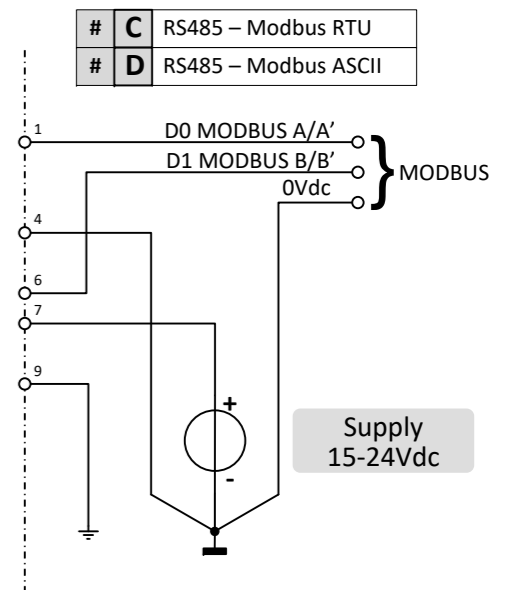 # C RS485 – Modbus RTU
# D RS485 – Modbus ASCII
1
D0 MODBUS A/A’
D1 MODBUS B/B’
MODBUS
0Vdc
4
6
7
9
+
Supply
15-24Vdc
-